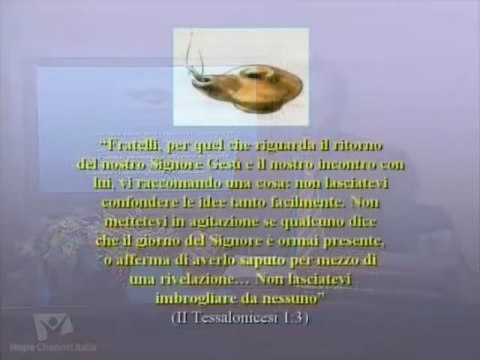 “Fratelli, per quel che riguarda il ritorno
del nostro Signore Gesù e il nostro incontro con
lui, vi raccomando una cosa: non lasciatevi
confondere le idee tanto facilmente. Non
mettetevi in agitazione se qualcuno dice
che il giorno del Signore è ormai presente,
o afferma di averlo saputo per mezzo di
una rivelazione… Non lasciatevi
imbrogliare da nessuno”
(II Tessalonicesi 1:3)
Hope Channel Italia